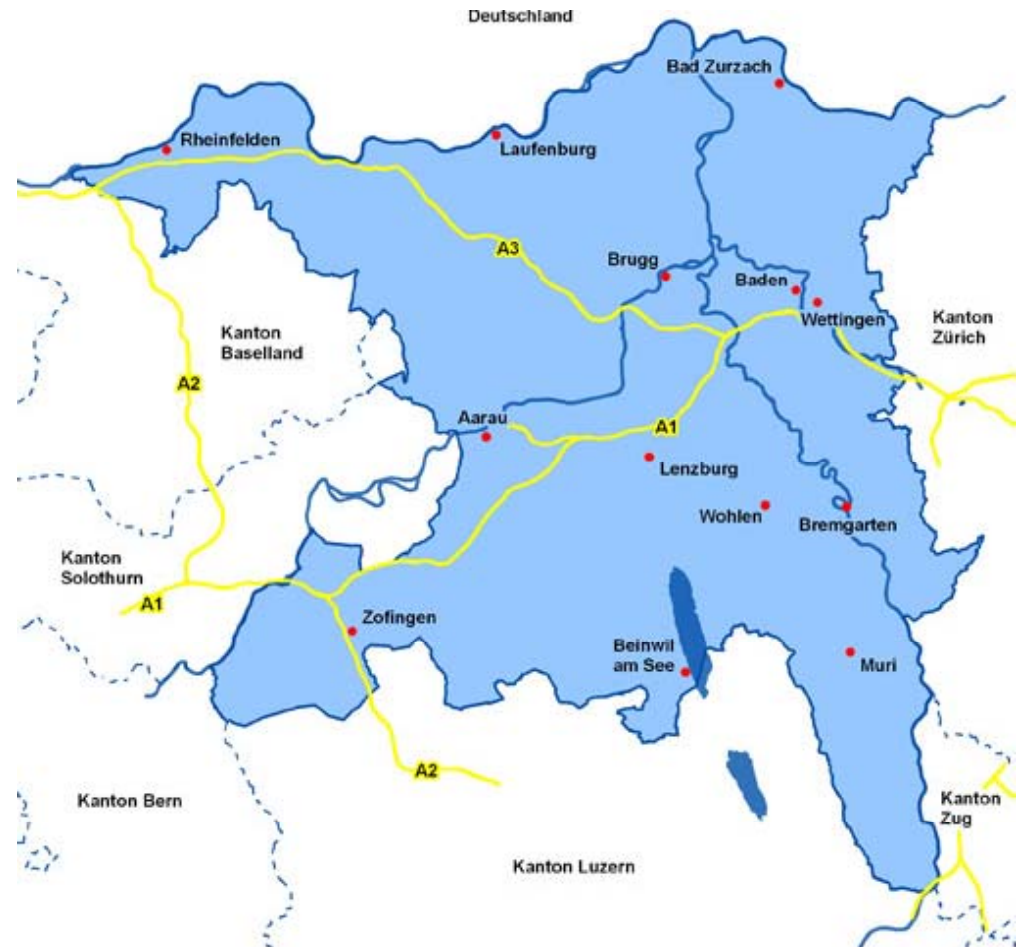 Deutschland
Bad Zurzach
Rheinfelden
Laufenburg
A3
Brugg
Baden
Wettingen
Kanton
Zürich
Kanton
Baselland
A2
Aarau
A1
Lenzburg
Wohlen
Bremgarten
Kanton
Solothurn
A1
Zofingen
Beinwil
am See
Muri
A2
Kanton Bern
Kanton
Zug
Kanton Luzern